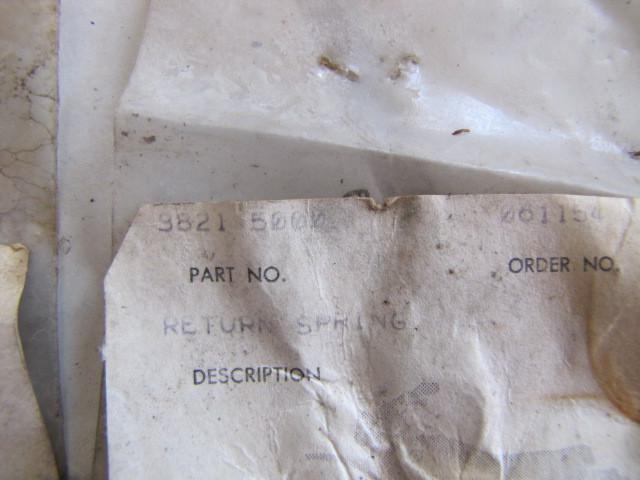 9821 5000 061154
PART NO. ORDER NO.
RETURN SPRING
DESCRIPTION